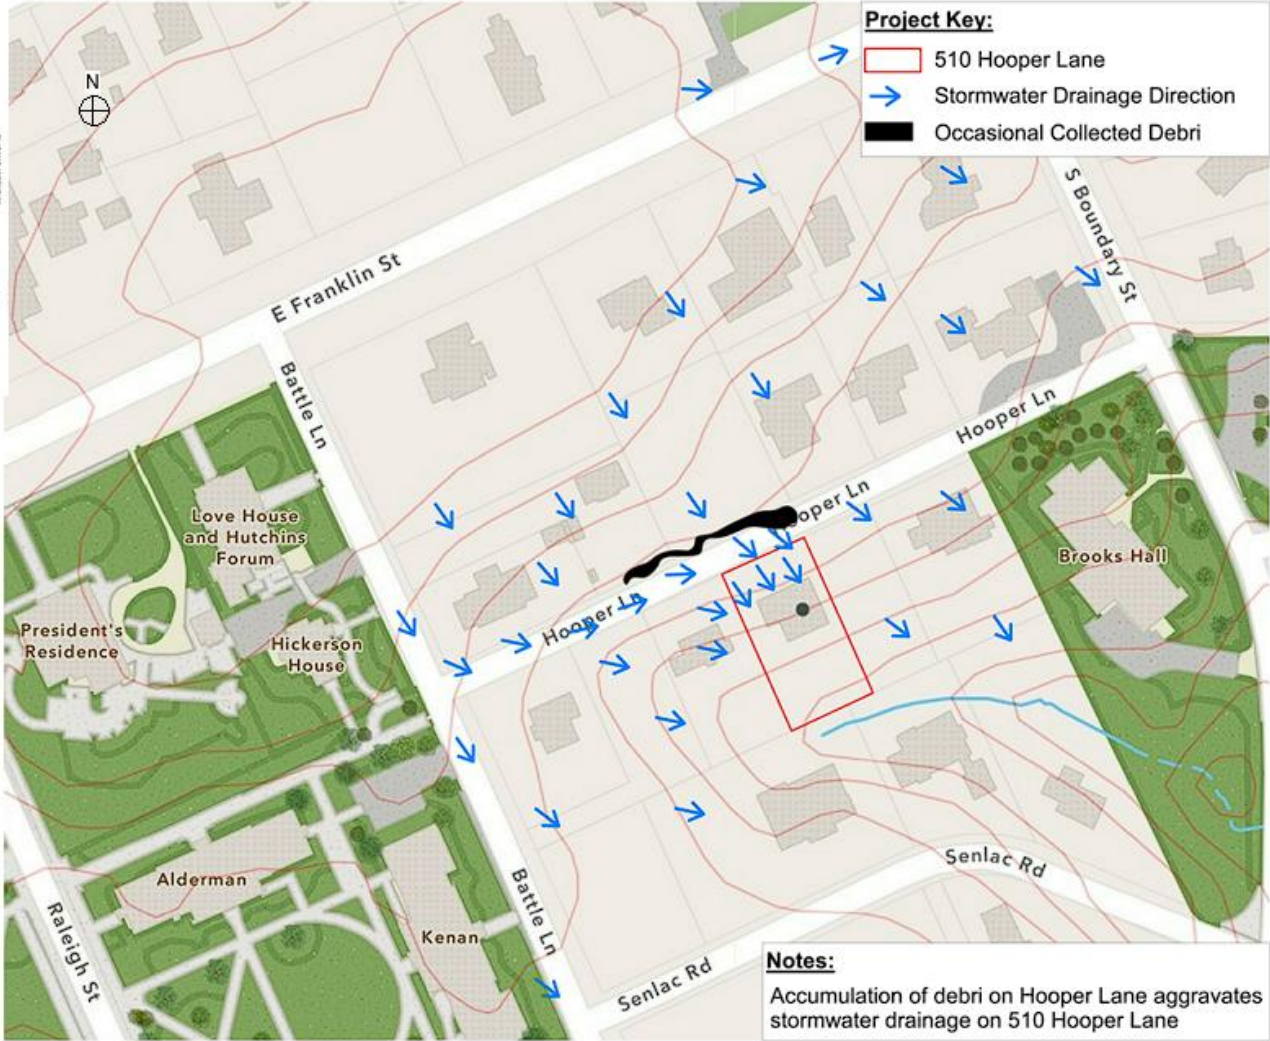 Project Key:
510 Hooper Lane
Stormwater Drainage Direction
Occasional Collected Debri
N
S Boundary St
E Franklin St
Battle Ln
Hooper Ln
ooper Ln
Love House
and Hutchins
Forum
Brooks Hall
Hooper Ln
President's
Residence
Hickerson
House
Senlac Rd
Alderman
Battle Ln
Kenan
Raleigh St
Senlac Rd
Notes:
Accumulation of debri on Hooper Lane aggravates
stormwater drainage on 510 Hooper Lane